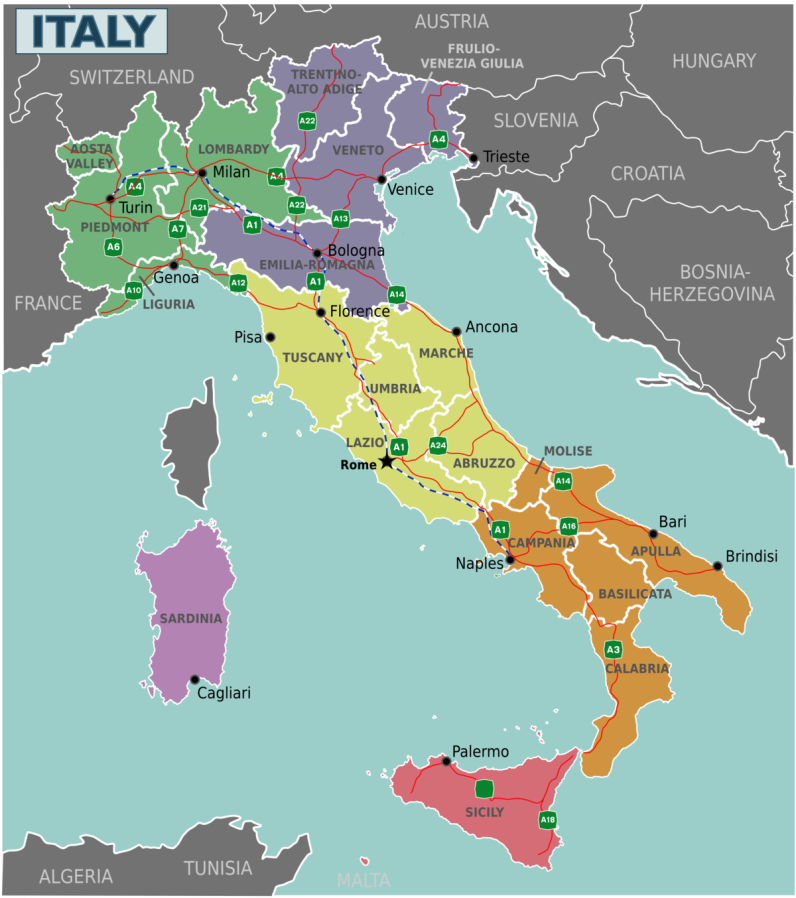 ITALY
AUSTRIA
FRULIO-
VENEZIA GIULIA
HUNGARY
SWITZERLAND
TRENTINO-
ALTO ADIGE
SLOVENIA
A22
AOSTA
VALLEY
LOMBARDY
VENETO
A4
Trieste
CROATIA
Milan
A4
A4
Venice
Turin
A21
A22
A13
PIEDMONT
A7
A1
A6
Bologna
EMILIA-ROMAGNA
Genoa
BOSNIA-
HERZEGOVINA
A10
LIGURIA
A12
A1
A14
FRANCE
Florence
Pisa
Ancona
TUSCANY
MARCHE
UMBRIA
LAZIO
A1
A24
MOLISE
Rome
ABRUZZO
A14
A1
A16
Bari
CAMPANIA
APULLA
Naples
Brindisi
BASILICATA
SARDINIA
A3
CALABRIA
Cagliari
Palermo
SICILY
A18
ALGERIA
TUNISIA
MALTA